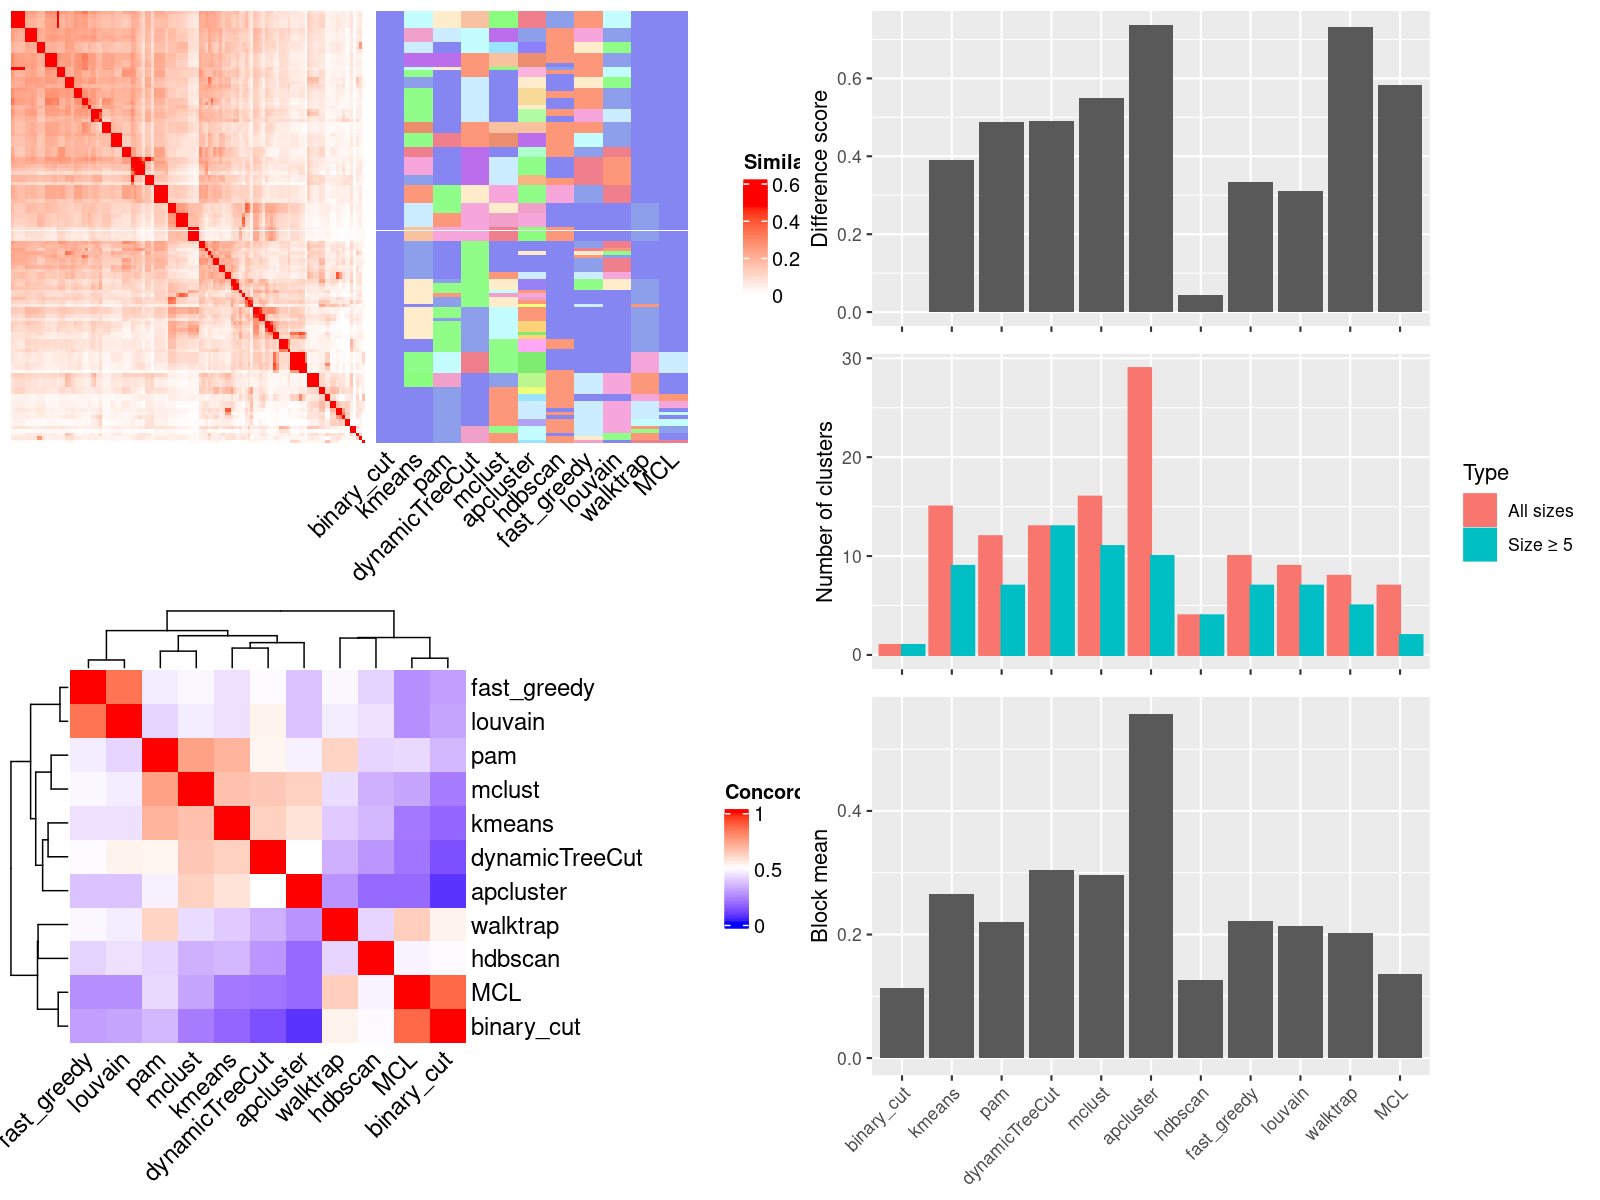 Simila
0.6
0.4
0.2
0
binary_cut
kmeans
pam
dynamicTreeCut
mclust
apcluster
hdbscan
fast_greedy
louvain
walktrap
MCL
fast_greedy
louvain
pam
mclust
kmeans
dynamicTreeCut
apcluster
walktrap
hdbscan
MCL
binary_cut
fast_greedy
louvain
pam
mclust
kmeans
dynamicTreeCut
apcluster
walktrap
hdbscan
MCL
binary_cut
Concord
1
0.5
0
Difference score
0.6
0.4
0.2
0.0
Number of clusters
30
20
10
0
Type
All sizes
Size ≥ 5
Block mean
0.4
0.2
0.0
binary_cut
kmeans
pam
dynamicTreeCut
mclust
apcluster
hdbscan
fast_greedy
louvain
walktrap
MCL